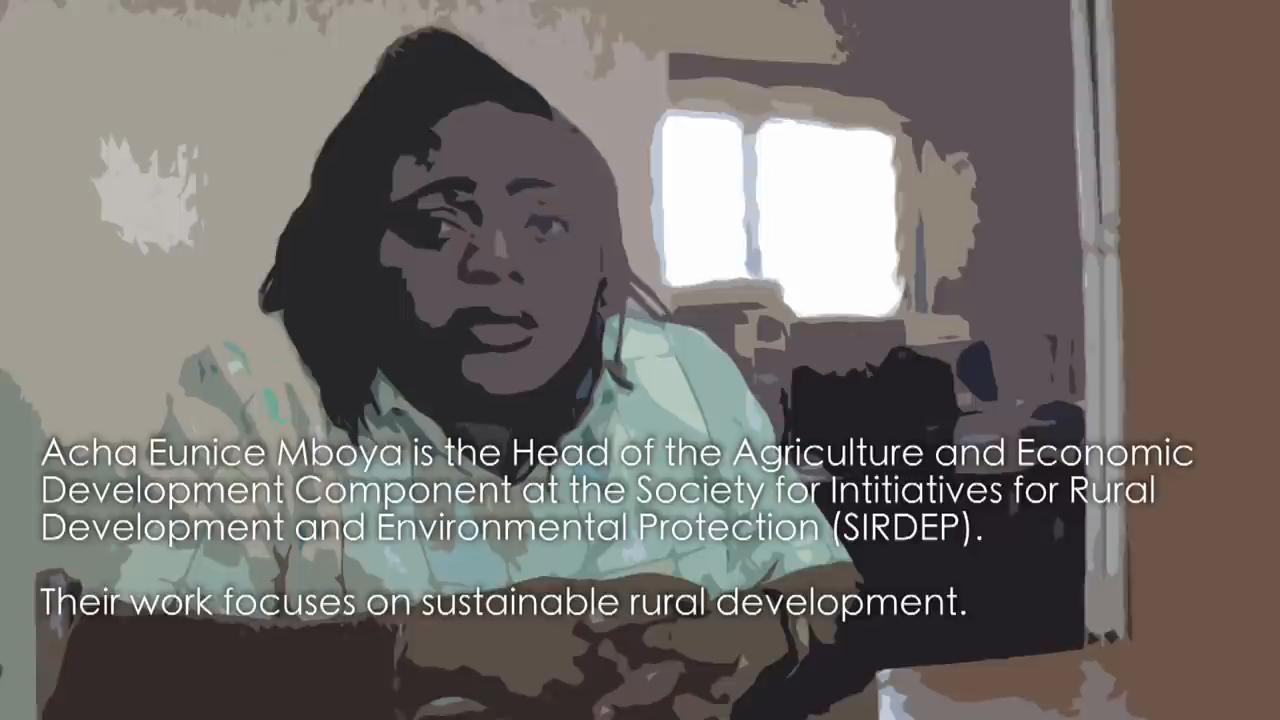 Acha Eunice Mboya is the Head of the Agriculture and Economic
Development Component at the Society for Intitiatives for Rural
Development and Environmental Protection (SIRDEP).
Their work focuses on sustainable rural development.